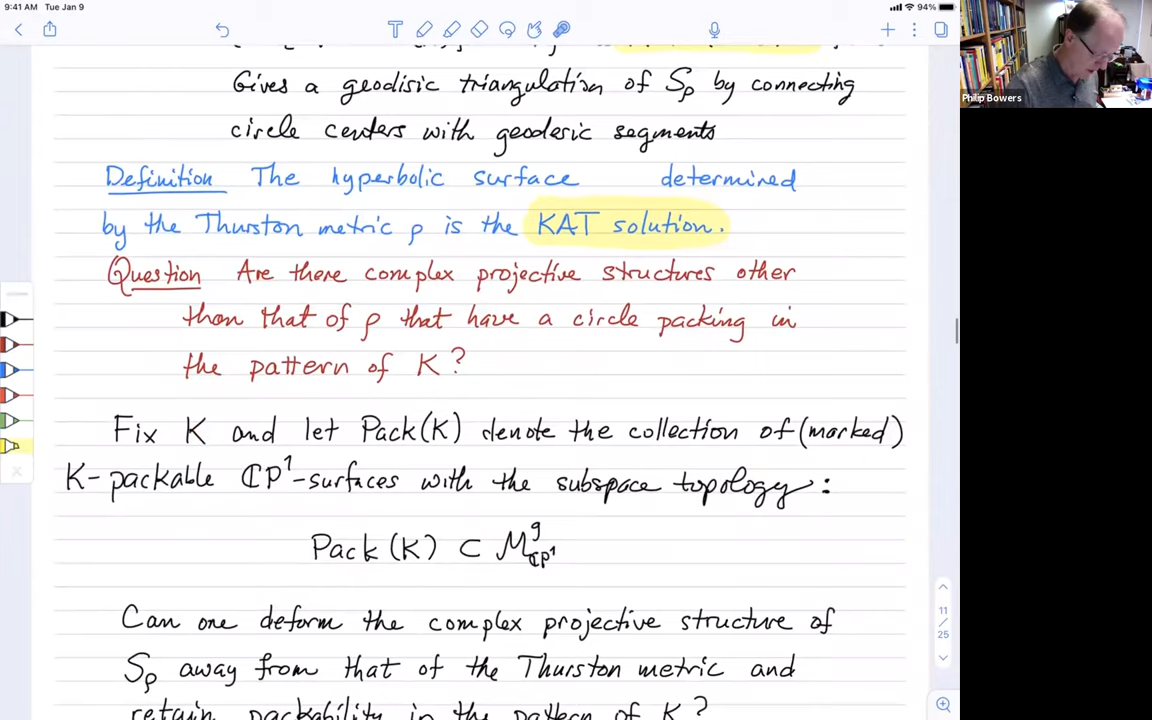 9:41 AM Tue Jan 9
94%
Gives a geodisic triangulation of Sρ by connecting
circle centers with geodesic segments
Definition The hyperbolic surface determined
by the Thurston metric ρ is the KAT solution.
Question Are there complex projective structures other
than that of ρ that have a circle packing in
the pattern of K?
Fix K and let Pack(K) denote the collection of (marked)
K-packable ℂP¹-surfaces with the subspace topology:
Pack(K) ⊂ M^g_ℂP¹
Can one deform the complex projective structure of
Sρ away from that of the Thurston metric and
retain packability in the pattern of K?
11
/
25
Philip Bowers